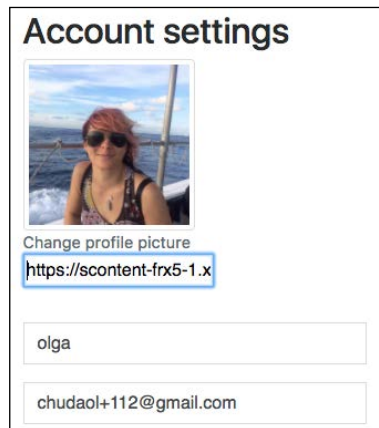 Account settings
Change profile picture
https://scontent-frx5-1.x
olga
chudaol+112@gmail.com